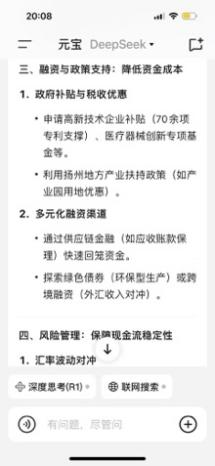 20:08
元宝 DeepSeek
三、融资与政策支持：降低资金成本
1. 政府补贴与税收优惠
• 申请高新技术企业补贴（70余项
专利支撑）、医疗器械创新专项基
金等。
• 利用扬州地方产业扶持政策（如产
业园用地优惠）。
2. 多元化融资渠道
• 通过供应链金融（如应收账款保
理）快速回笼资金。
• 探索绿色债券（环保型生产）或跨
境融资（外汇收入对冲）。
四、风险管理：保障现金流稳定性
1. 汇率波动对冲
深度思考(R1)
联网搜索
有问题，尽管问